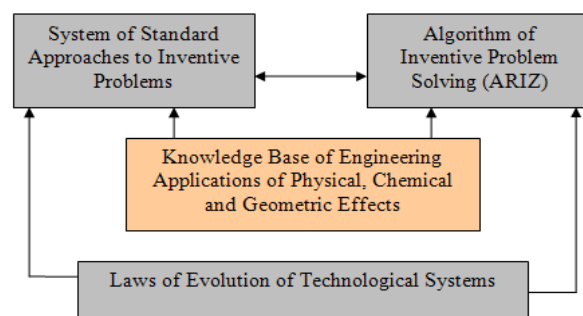 System of Standard
Approaches to Inventive
Problems
Algorithm of
Inventive Problem
Solving (ARIZ)
Knowledge Base of Engineering
Applications of Physical, Chemical
and Geometric Effects
Laws of Evolution of Technological Systems